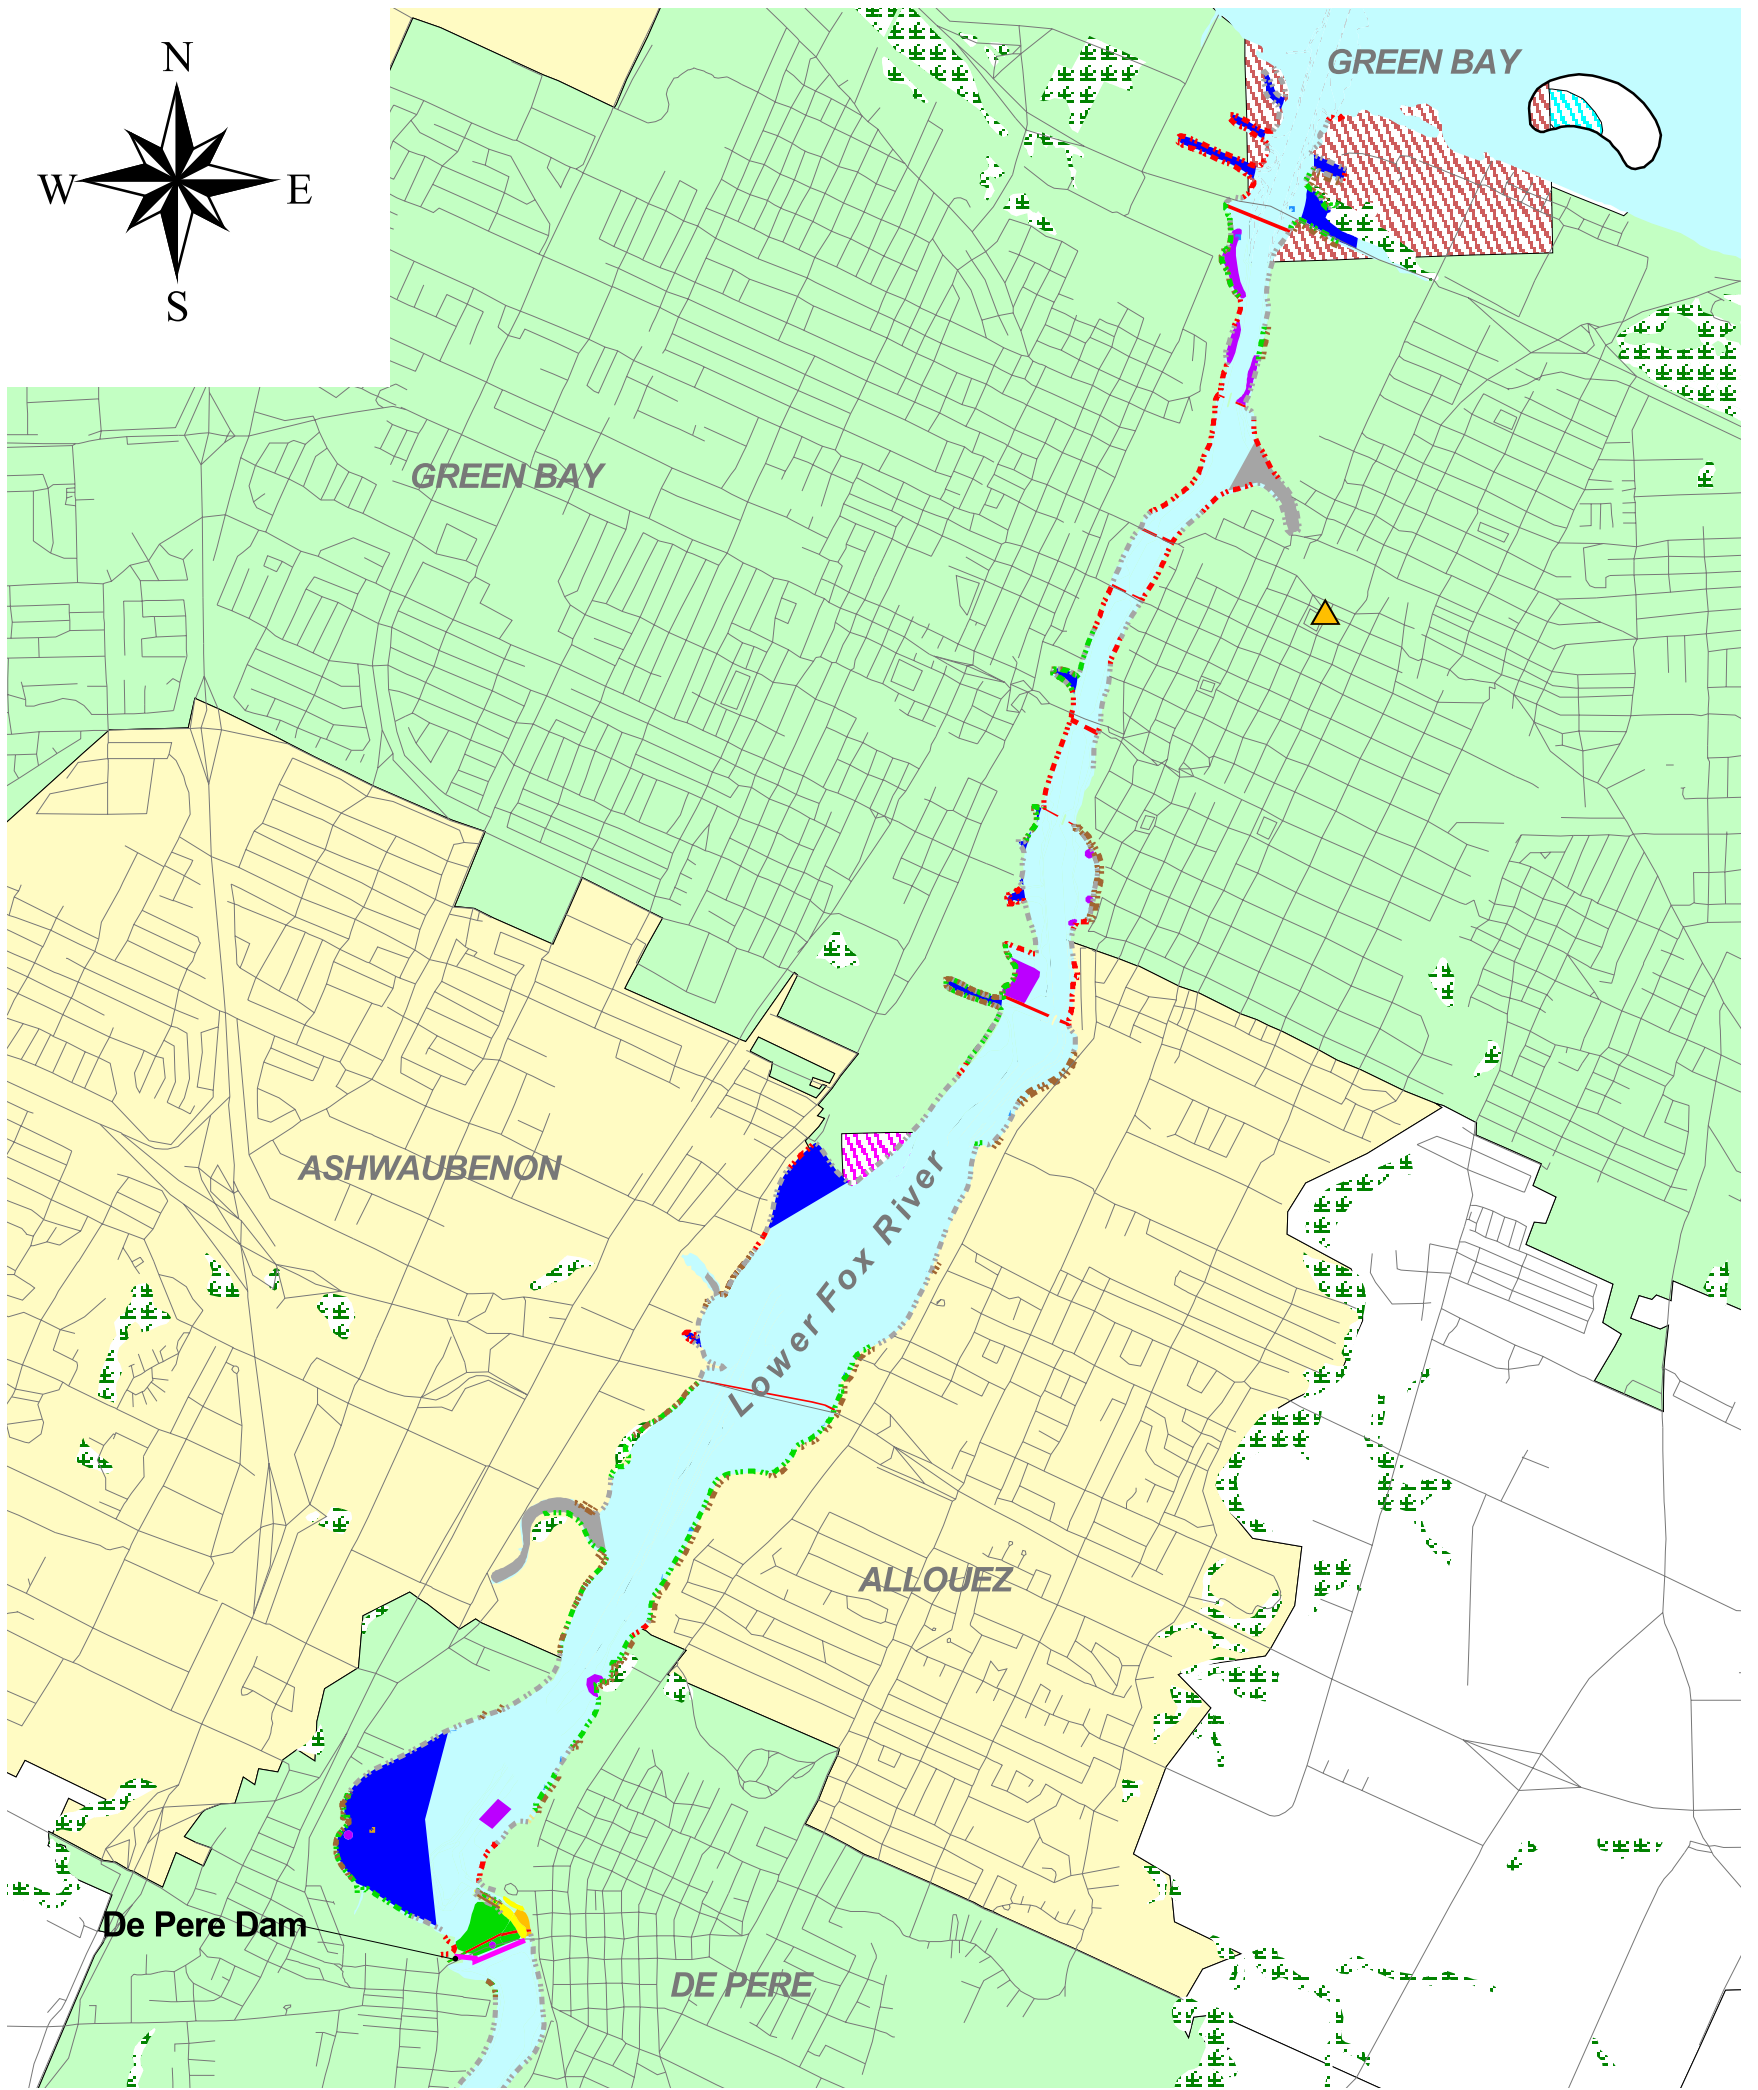 N
GREEN BAY
W
E
S
GREEN BAY
ASHWAUBENON
Lower Fox River
ALLOUEZ
De Pere Dam
DE PERE